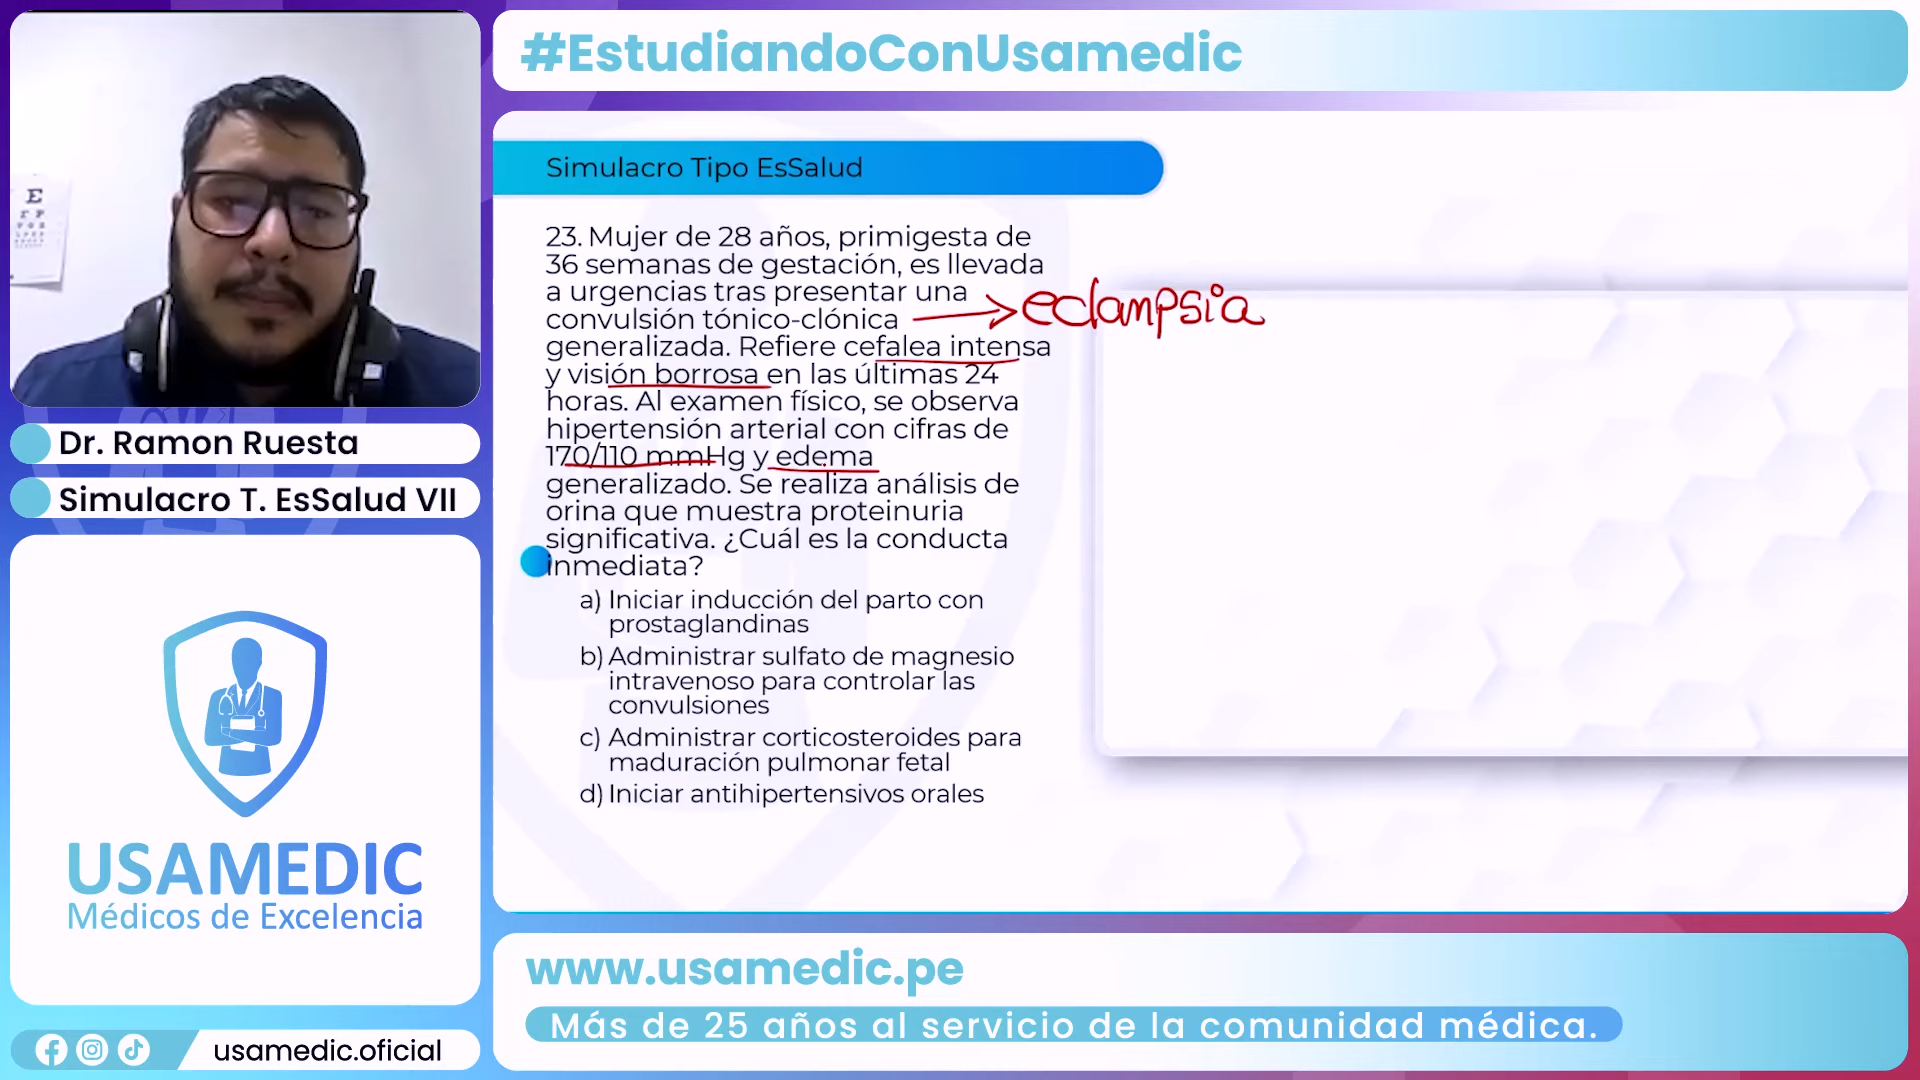 #EstudiandoConUsamedic
Simulacro Tipo EsSalud
23. Mujer de 28 años, primigesta de
36 semanas de gestación, es llevada
a urgencias tras presentar una
convulsión tónico-clónica
eclampsia
generalizada. Refiere cefalea intensa
y visión borrosa en las últimas 24
horas. Al examen físico, se observa
hipertensión arterial con cifras de
170/110 mmHg y edema
generalizado. Se realiza análisis de
orina que muestra proteinuria
significativa. ¿Cuál es la conducta
inmediata?
a) Iniciar inducción del parto con
prostaglandinas
b) Administrar sulfato de magnesio
intravenoso para controlar las
convulsiones
c) Administrar corticosteroides para
maduración pulmonar fetal
d) Iniciar antihipertensivos orales
Dr. Ramon Ruesta
Simulacro T. EsSalud VII
USAMEDIC
Médicos de Excelencia
usamedic.oficial
www.usamedic.pe
Más de 25 años al servicio de la comunidad médica.